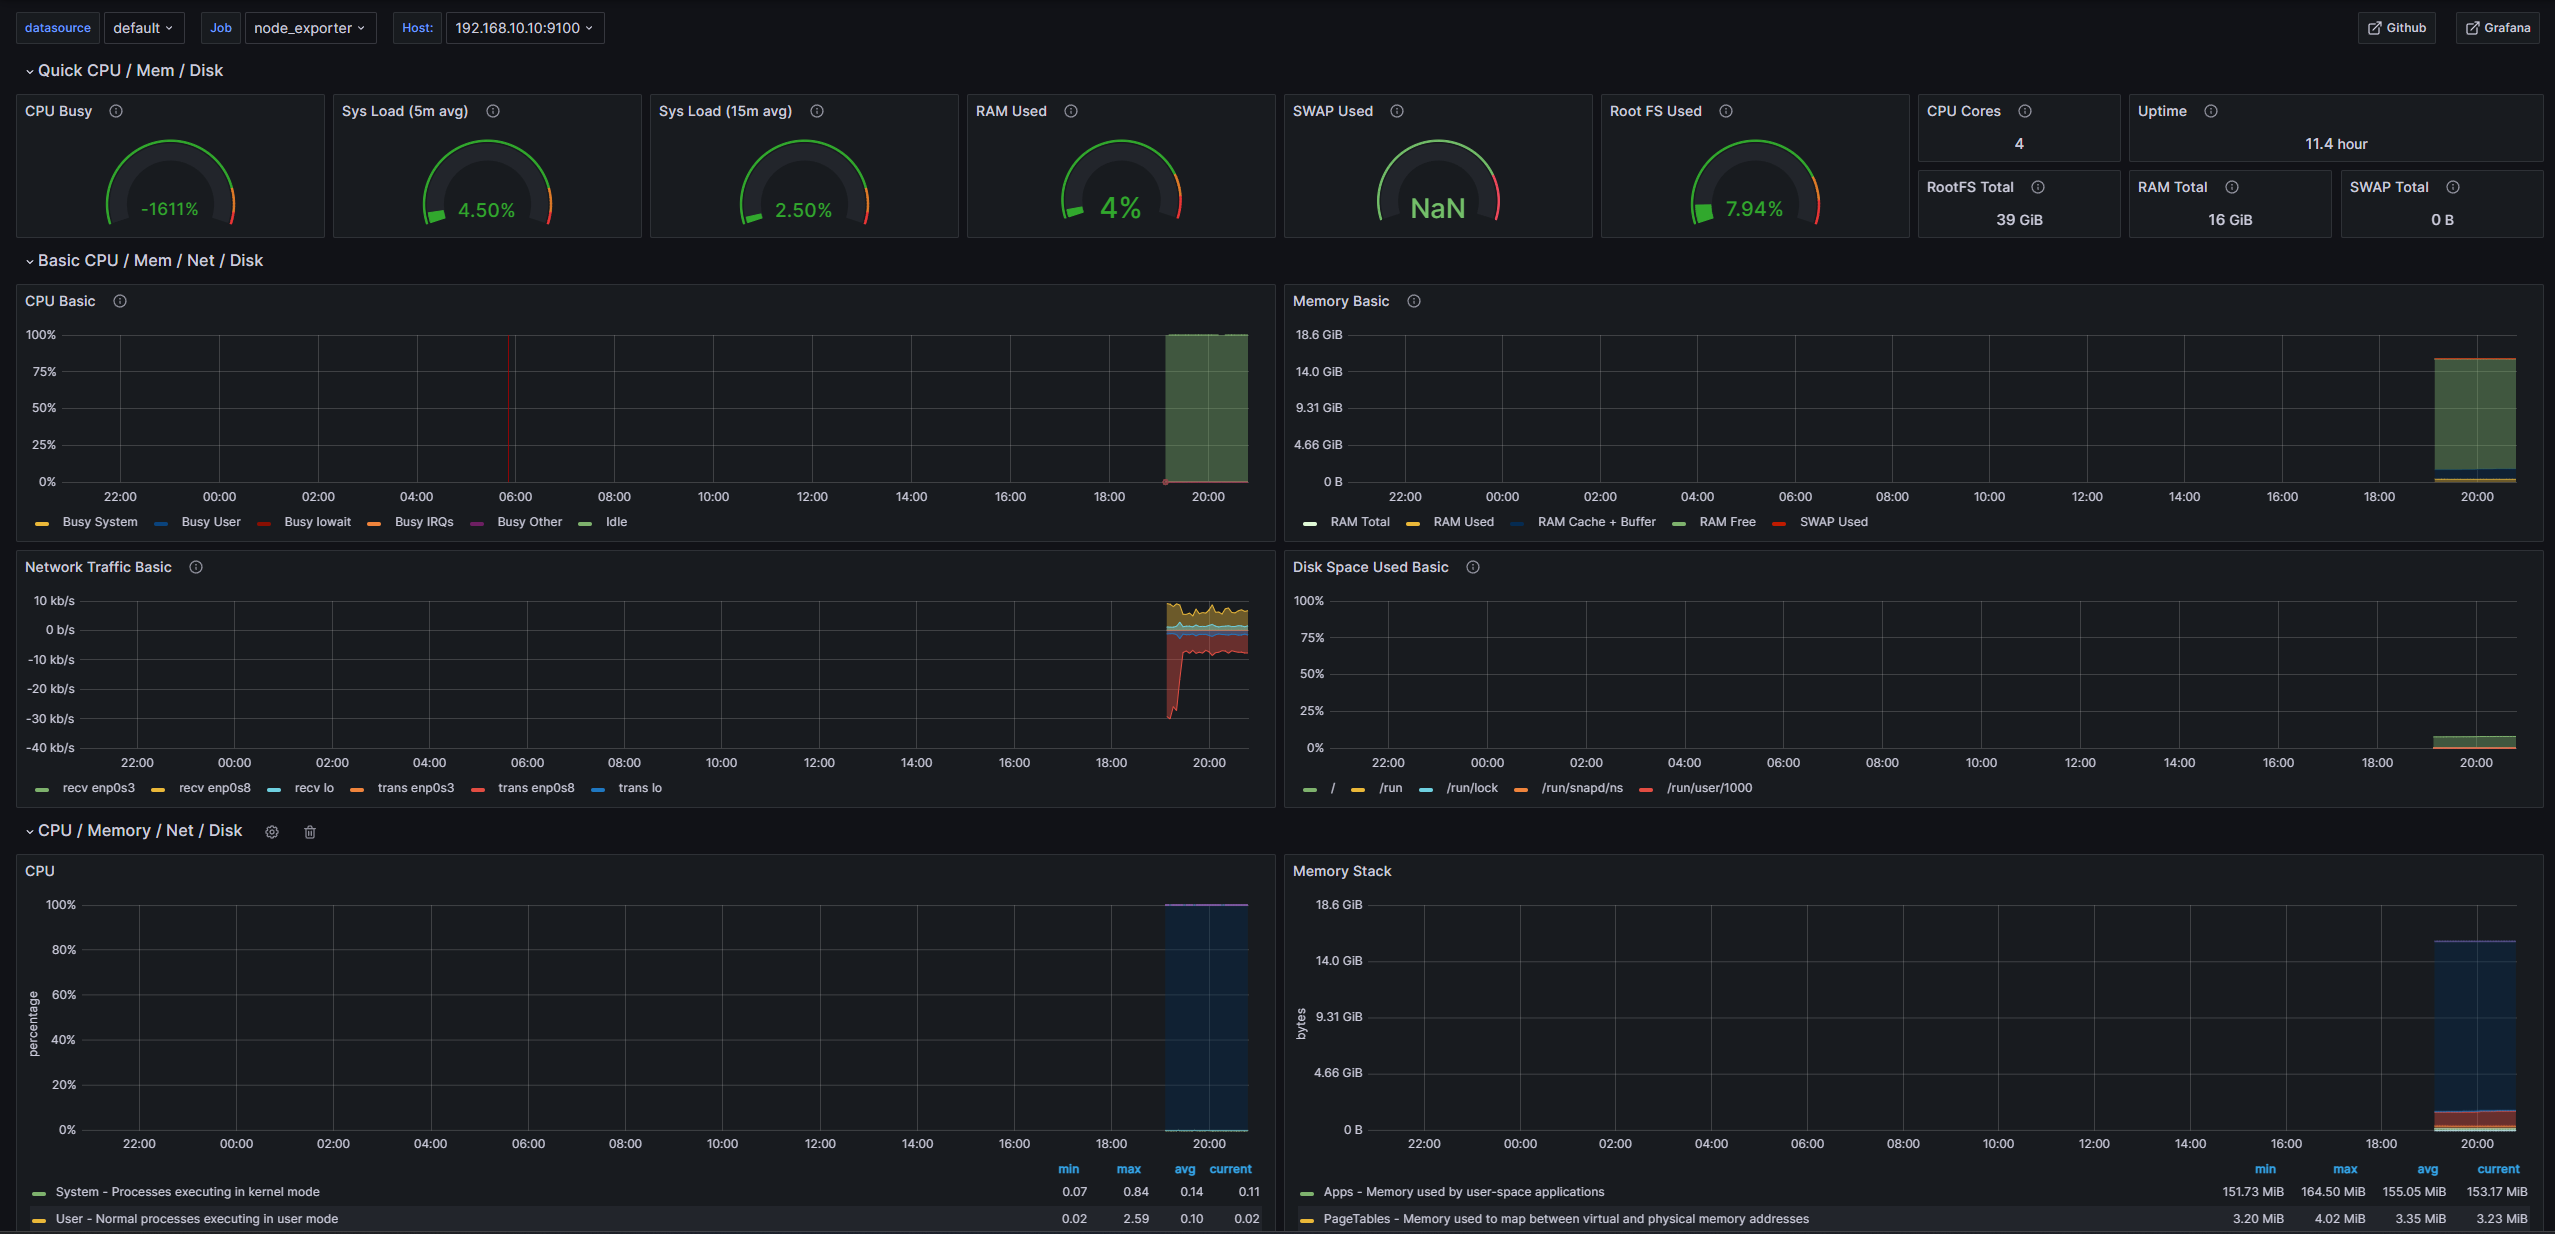 datasource default Job node_exporter Host: 192.168.10.10:9100 Github Grafana
Quick CPU / Mem / Disk
CPU Busy Sys Load (5m avg) Sys Load (15m avg) RAM Used SWAP Used Root FS Used CPU Cores Uptime
-1611% 4.50% 2.50% 4% NaN 7.94% 4 11.4 hour
RootFS Total RAM Total SWAP Total
39 GiB 16 GiB 0 B
Basic CPU / Mem / Net / Disk
CPU Basic
100%
75%
50%
25%
0%
22:00 00:00 02:00 04:00 06:00 08:00 10:00 12:00 14:00 16:00 18:00 20:00
Busy System Busy User Busy Iowait Busy IRQs Busy Other Idle
Memory Basic
18.6 GiB
14.0 GiB
9.31 GiB
4.66 GiB
0 B
22:00 00:00 02:00 04:00 06:00 08:00 10:00 12:00 14:00 16:00 18:00 20:00
RAM Total RAM Used RAM Cache + Buffer RAM Free SWAP Used
Network Traffic Basic
10 kb/s
0 b/s
-10 kb/s
-20 kb/s
-30 kb/s
-40 kb/s
22:00 00:00 02:00 04:00 06:00 08:00 10:00 12:00 14:00 16:00 18:00 20:00
recv enp0s3 recv enp0s8 recv lo trans enp0s3 trans enp0s8 trans lo
Disk Space Used Basic
100%
75%
50%
25%
0%
22:00 00:00 02:00 04:00 06:00 08:00 10:00 12:00 14:00 16:00 18:00 20:00
/ /run /run/lock /run/snapd/ns /run/user/1000
CPU / Memory / Net / Disk
CPU
percentage
100%
80%
60%
40%
20%
0%
22:00 00:00 02:00 04:00 06:00 08:00 10:00 12:00 14:00 16:00 18:00 20:00
min max avg current
System - Processes executing in kernel mode 0.07 0.84 0.14 0.11
User - Normal processes executing in user mode 0.02 2.59 0.10 0.02
Memory Stack
bytes
18.6 GiB
14.0 GiB
9.31 GiB
4.66 GiB
0 B
22:00 00:00 02:00 04:00 06:00 08:00 10:00 12:00 14:00 16:00 18:00 20:00
min max avg current
Apps - Memory used by user-space applications 151.73 MiB 164.50 MiB 155.05 MiB 153.17 MiB
PageTables - Memory used to map between virtual and physical memory addresses 3.20 MiB 4.02 MiB 3.35 MiB 3.23 MiB